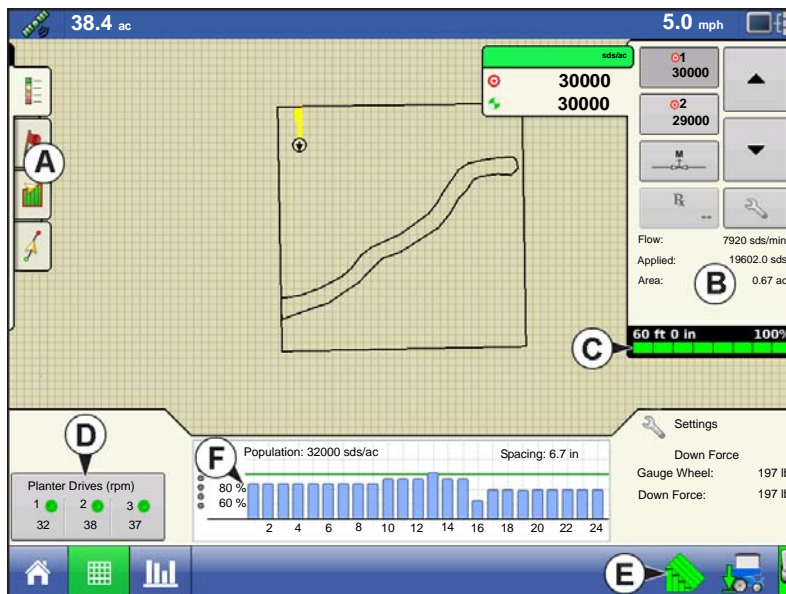 38.4 ac
5.0 mph
sds/ac
30000
30000
1
30000
2
29000
M
Rx
--
A
Flow: 7920 sds/min
Applied: 19602.0 sds
Area: 0.67 ac
B
60 ft 0 in 100%
C
D
Planter Drives (rpm)
1 2 3
32 38 37
F
Population: 32000 sds/ac Spacing: 6.7 in
80 %
60 %
2 4 6 8 10 12 14 16 18 20 22 24
Settings
Down Force
Gauge Wheel: 197 lb
Down Force: 197 lb
E